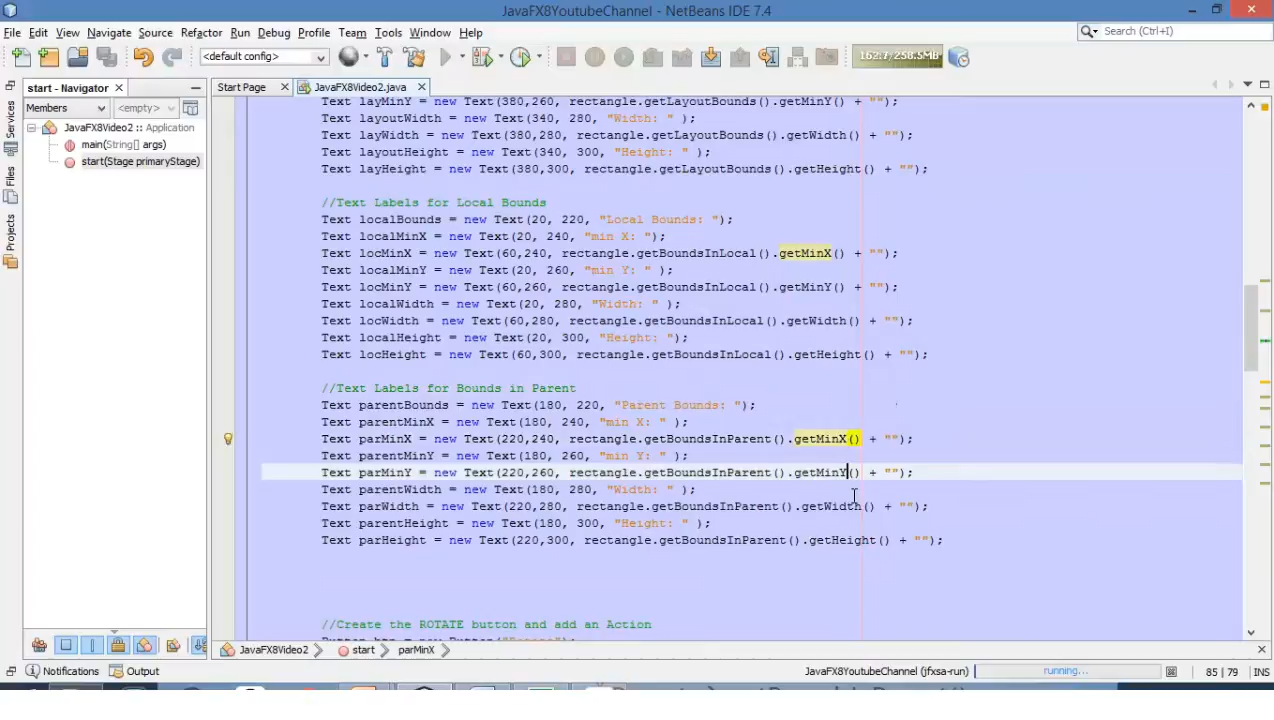 JavaFX8YoutubeChannel - NetBeans IDE 7.4
File Edit View Navigate Source Refactor Run Debug Profile Team Tools Window Help
Search (Ctrl+I)
<default config>
162.7/258.5MB
start - Navigator
Start Page
JavaFX8Video2.java
Members
<empty>
JavaFX8Video2 :: Application
main(String[] args)
start(Stage primaryStage)
Services
Files
Projects
Text layMinY = new Text(380,260, rectangle.getLayoutBounds().getMinY() + "");
Text layoutWidth = new Text(340, 280, "Width: " );
Text layWidth = new Text(380,280, rectangle.getLayoutBounds().getWidth() + "");
Text layoutHeight = new Text(340, 300, "Height: " );
Text layHeight = new Text(380,300, rectangle.getLayoutBounds().getHeight() + "");
//Text Labels for Local Bounds
Text localBounds = new Text(20, 220, "Local Bounds: ");
Text localMinX = new Text(20, 240, "min X: ");
Text locMinX = new Text(60,240, rectangle.getBoundsInLocal().getMinX() + "");
Text localMinY = new Text(20, 260, "min Y: " );
Text locMinY = new Text(60,260, rectangle.getBoundsInLocal().getMinY() + "");
Text localWidth = new Text(20, 280, "Width: " );
Text locWidth = new Text(60,280, rectangle.getBoundsInLocal().getWidth() + "");
Text localHeight = new Text(20, 300, "Height: ");
Text locHeight = new Text(60,300, rectangle.getBoundsInLocal().getHeight() + "");
//Text Labels for Bounds in Parent
Text parentBounds = new Text(180, 220, "Parent Bounds: ");
Text parentMinX = new Text(180, 240, "min X: " );
Text parMinX = new Text(220,240, rectangle.getBoundsInParent().getMinX() + "");
Text parentMinY = new Text(180, 260, "min Y: " );
Text parMinY = new Text(220,260, rectangle.getBoundsInParent().getMinY() + "");
Text parentWidth = new Text(180, 280, "Width: " );
Text parWidth = new Text(220,280, rectangle.getBoundsInParent().getWidth() + "");
Text parentHeight = new Text(180, 300, "Height: " );
Text parHeight = new Text(220,300, rectangle.getBoundsInParent().getHeight() + "");
//Create the ROTATE button and add an Action
JavaFX8Video2
start
parMinX
Notifications
Output
JavaFX8YoutubeChannel (jfxsa-run)
running...
85 | 79
INS